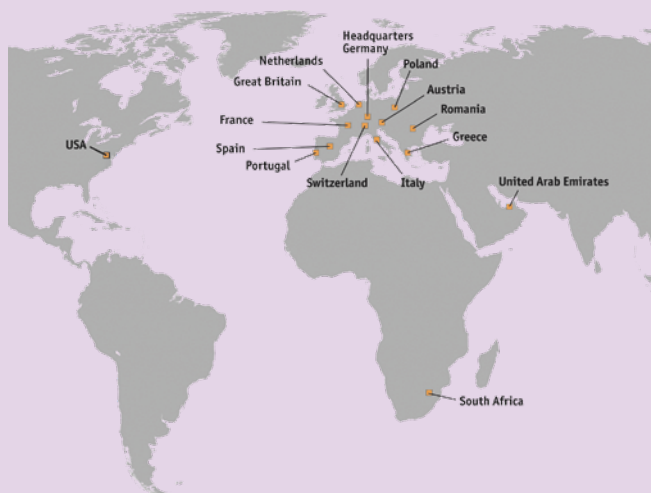 Headquarters
Germany
Netherlands
Poland
Great Britain
Austria
Romania
France
USA
Greece
Spain
Portugal
Switzerland
Italy
United Arab Emirates
South Africa